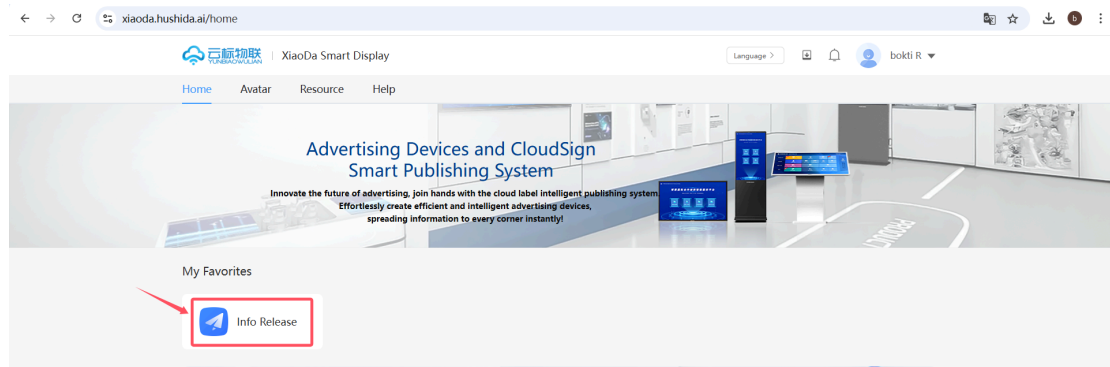 xiaoda.hushida.ai/home
b
云标物联
YUNBIAOWULIAN
XiaoDa Smart Display
Language >
bokti R
Home Avatar Resource Help
Advertising Devices and CloudSign
Smart Publishing System
Innovate the future of advertising, join hands with the cloud label intelligent publishing system
Effortlessly create efficient and intelligent advertising devices,
spreading information to every corner instantly!
PRODUCT
My Favorites
Info Release